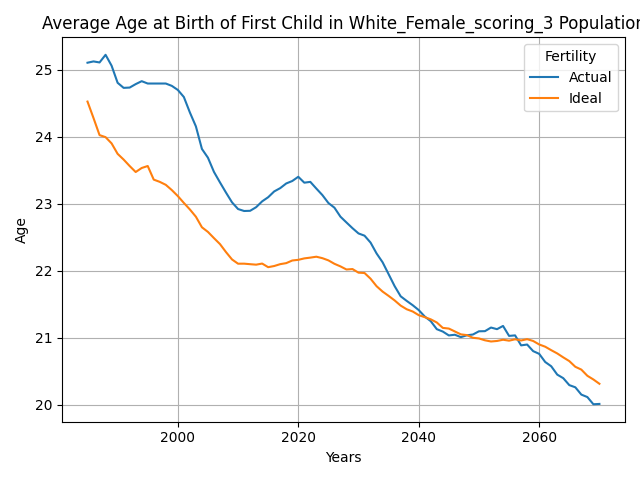 Average Age at Birth of First Child in White_Female_scoring_3 Population
Fertility
Actual
Ideal
Age
25
24
23
22
21
20
2000 2020 2040 2060
Years